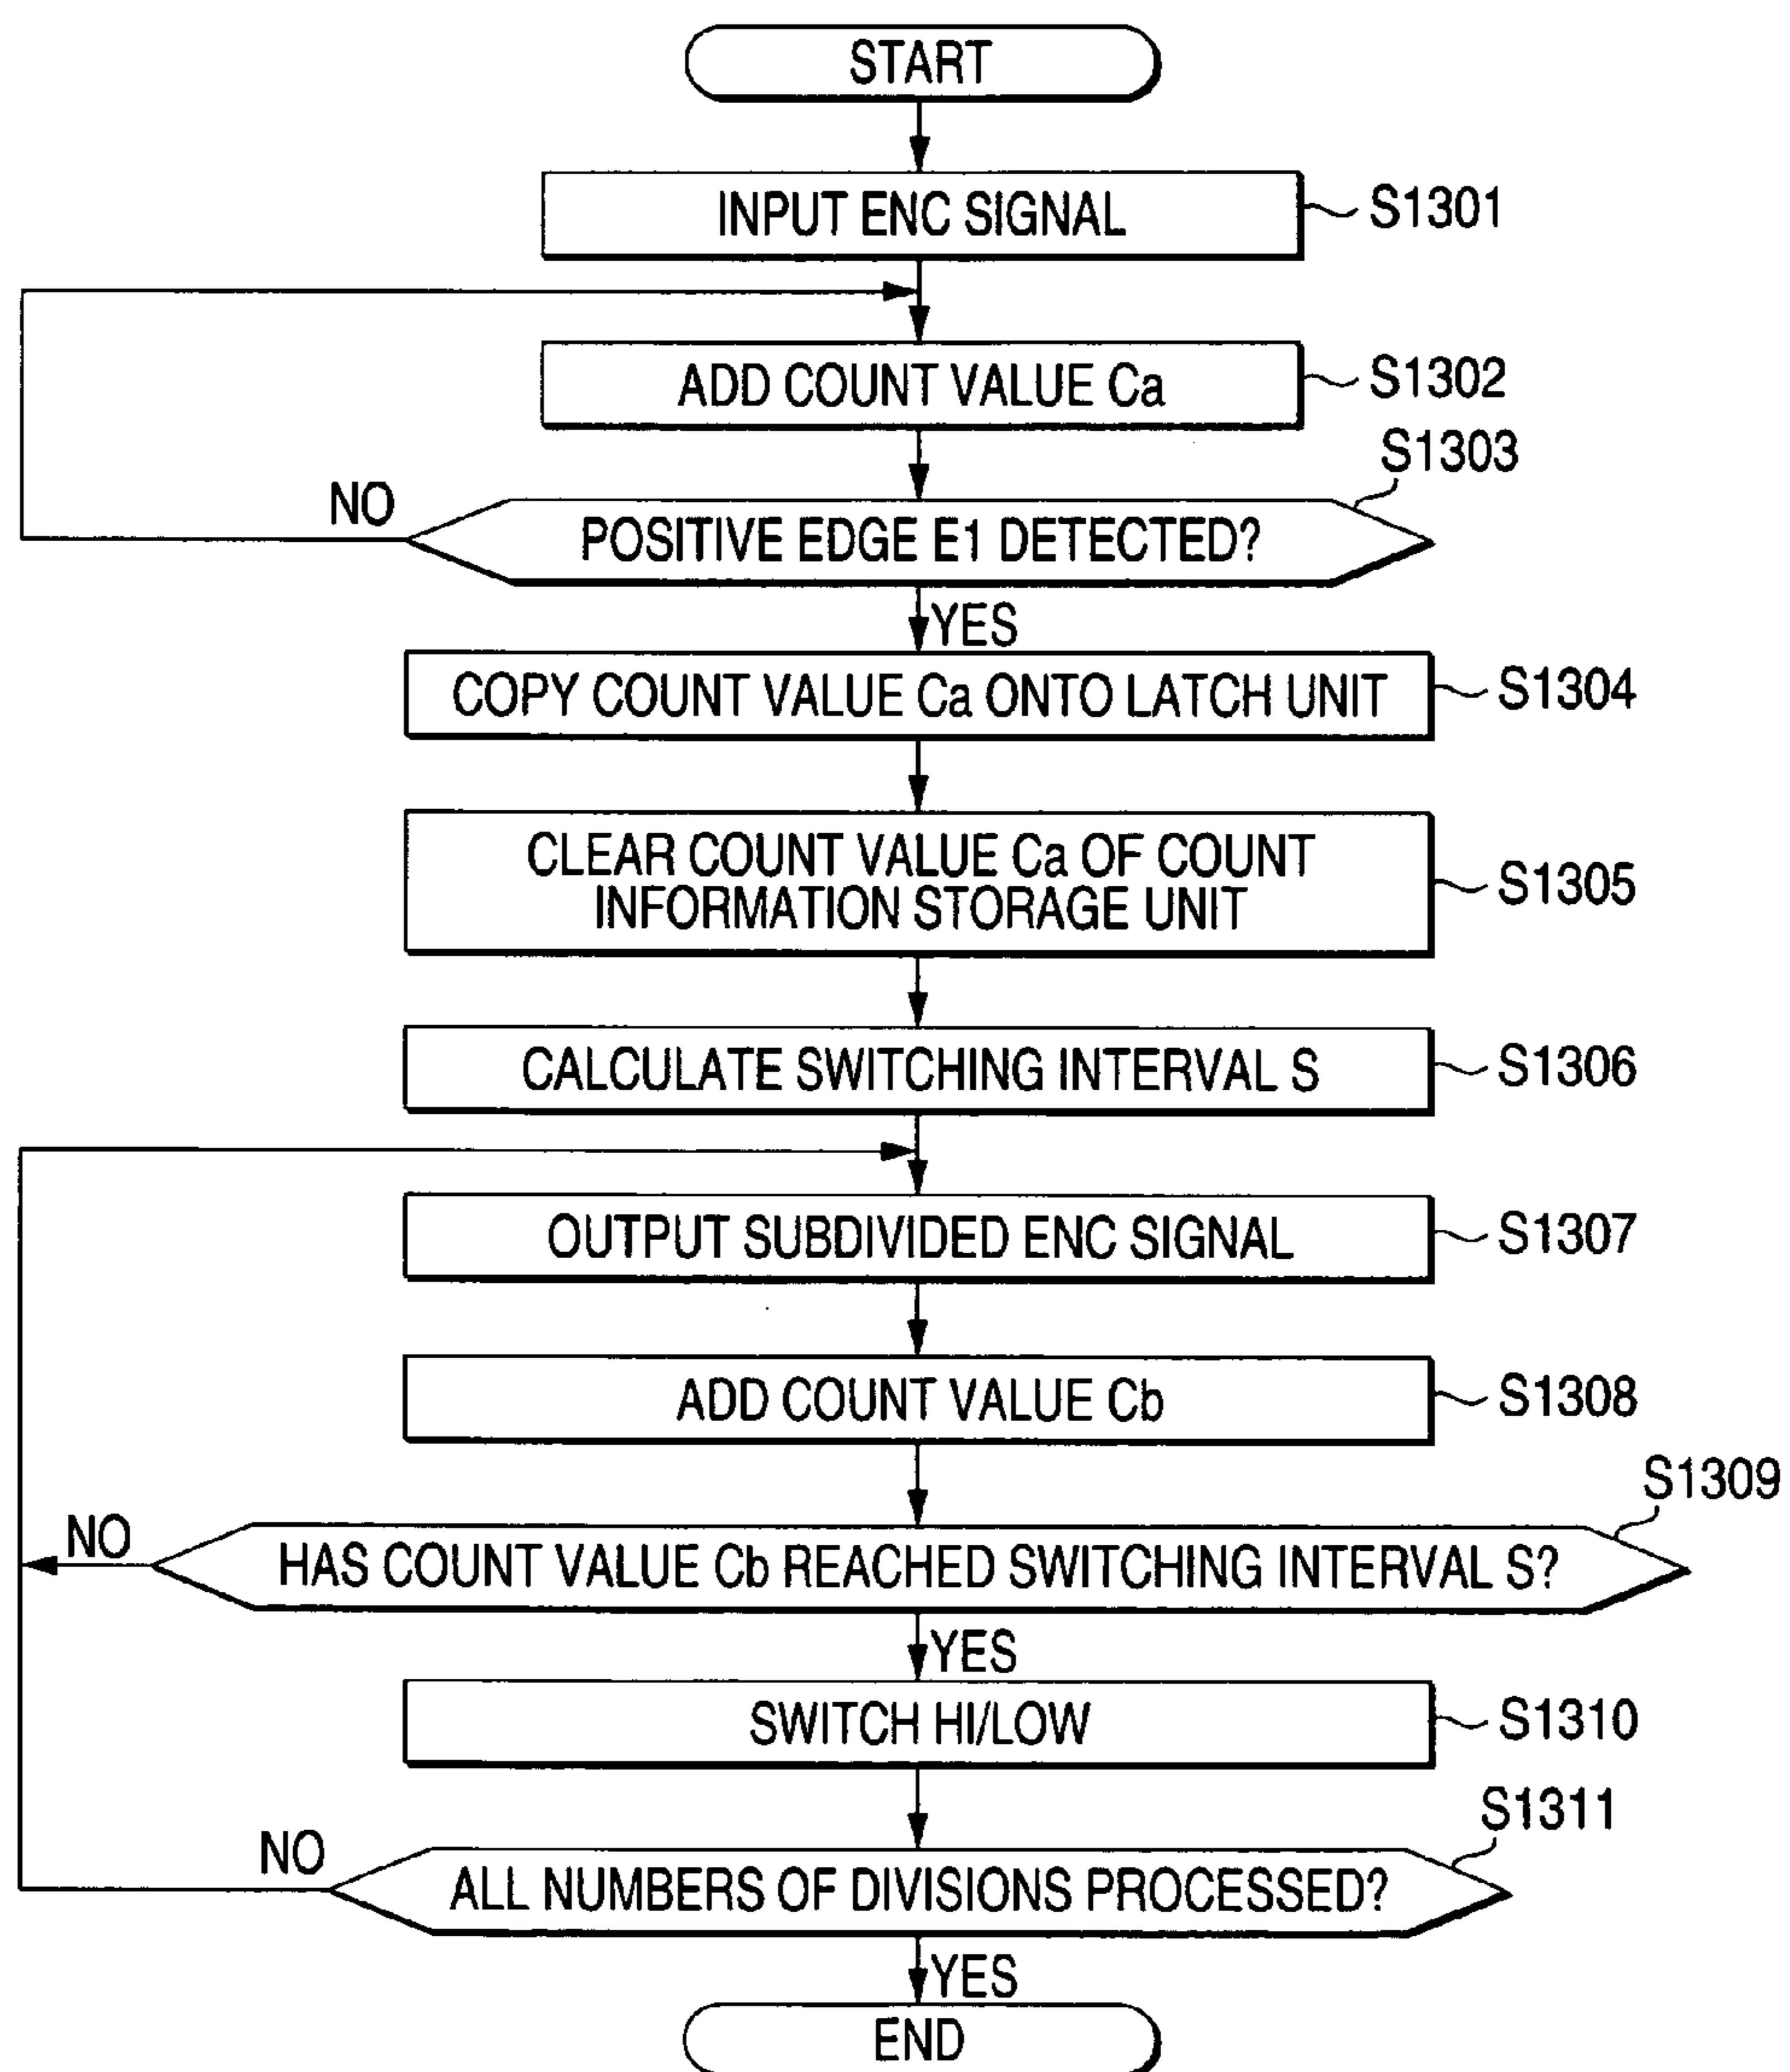 START
INPUT ENC SIGNAL
S1301
ADD COUNT VALUE Ca
S1302
S1303
NO
POSITIVE EDGE E1 DETECTED?
YES
COPY COUNT VALUE Ca ONTO LATCH UNIT
S1304
CLEAR COUNT VALUE Ca OF COUNT
INFORMATION STORAGE UNIT
S1305
CALCULATE SWITCHING INTERVAL S
S1306
OUTPUT SUBDIVIDED ENC SIGNAL
S1307
ADD COUNT VALUE Cb
S1308
S1309
NO
HAS COUNT VALUE Cb REACHED SWITCHING INTERVAL S?
YES
SWITCH HI/LOW
S1310
S1311
NO
ALL NUMBERS OF DIVISIONS PROCESSED?
YES
END